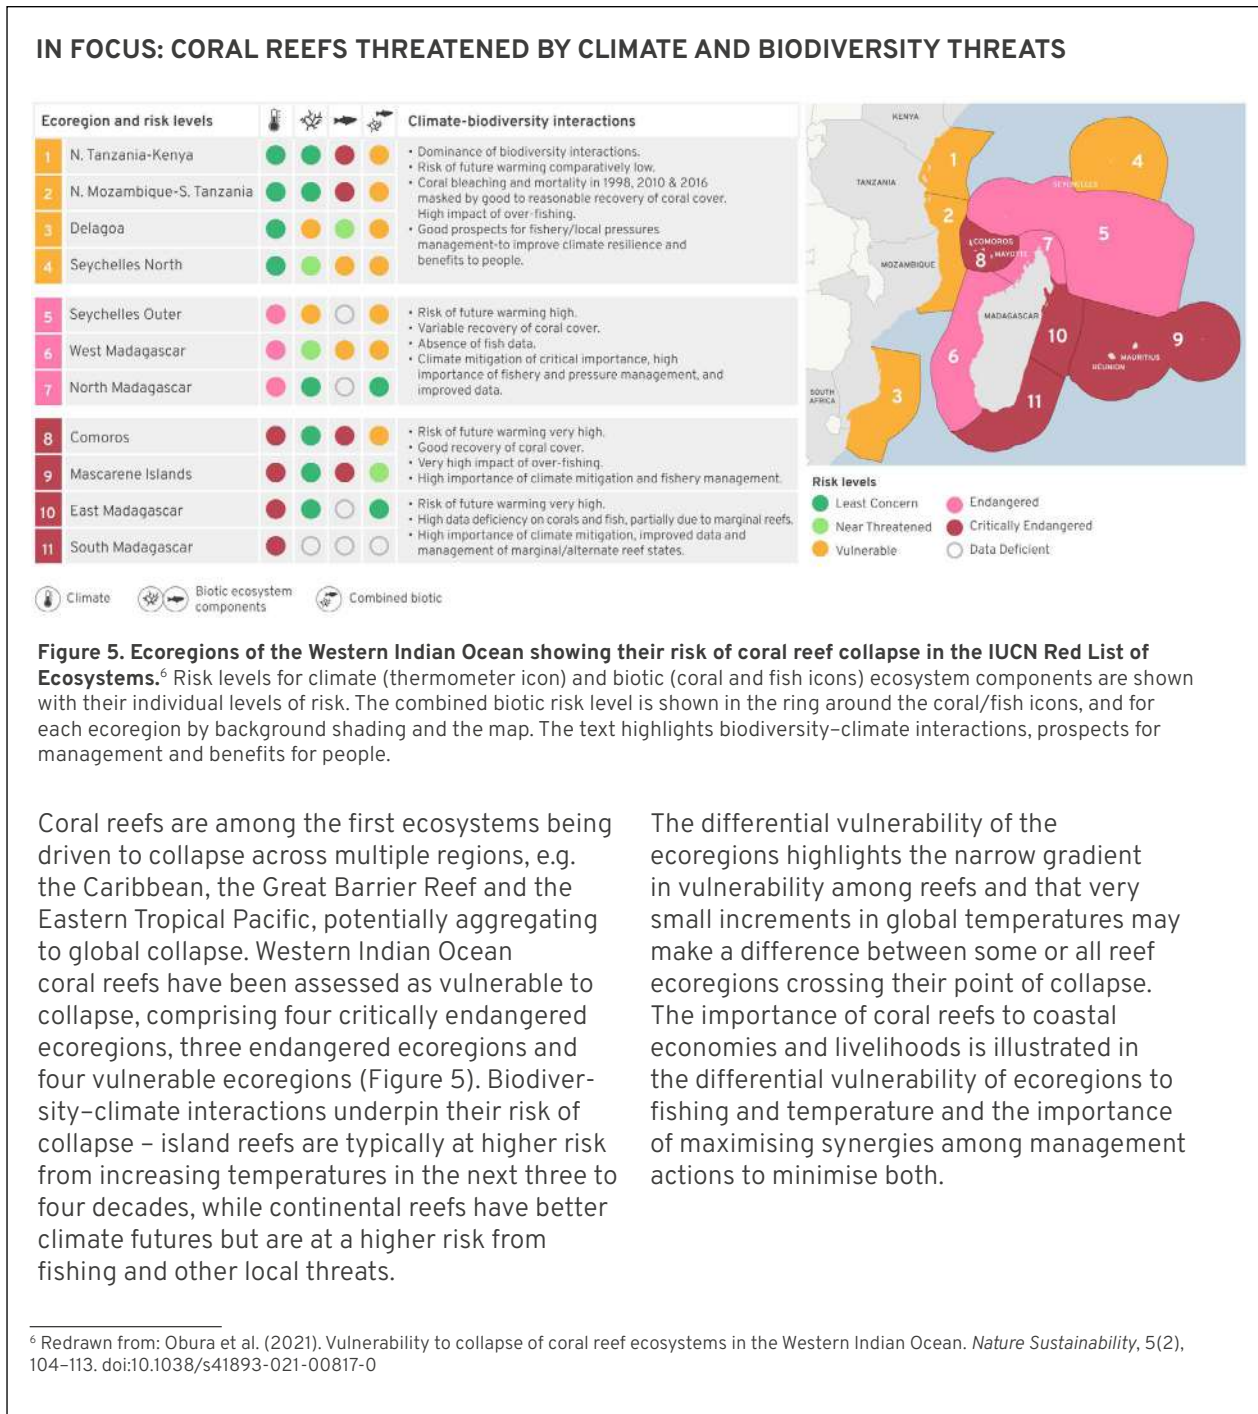 IN FOCUS: CORAL REEFS THREATENED BY CLIMATE AND BIODIVERSITY THREATS
Ecoregion and risk levels
Climate-biodiversity interactions
1 N. Tanzania-Kenya
2 N. Mozambique-S. Tanzania
3 Delagoa
4 Seychelles North
• Dominance of biodiversity interactions.
• Risk of future warming comparatively low.
• Coral bleaching and mortality in 1998, 2010 & 2016
masked by good to reasonable recovery of coral cover.
High impact of over-fishing.
• Good prospects for fishery/local pressures
management-to improve climate resilience and
benefits to people.
5 Seychelles Outer
6 West Madagascar
7 North Madagascar
• Risk of future warming high.
• Variable recovery of coral cover.
• Absence of fish data.
• Climate mitigation of critical importance, high
importance of fishery and pressure management, and
improved data.
8 Comoros
9 Mascarene Islands
• Risk of future warming very high.
• Good recovery of coral cover.
• Very high impact of over-fishing.
• High importance of climate mitigation and fishery management.
10 East Madagascar
11 South Madagascar
• Risk of future warming very high.
• High data deficiency on corals and fish, partially due to marginal reefs.
• High importance of climate mitigation, improved data and
management of marginal/alternate reef states.
Climate
Biotic ecosystem
components
Combined biotic
KENYA
1
4
TANZANIA
SEYCHELLES
2
5
COMOROS
7
8
MAYOTTE
MOZAMBIQUE
MADAGASCAR
10
9
MAURITIUS
RÉUNION
6
SOUTH
AFRICA
3
11
Risk levels
Least Concern
Near Threatened
Vulnerable
Endangered
Critically Endangered
Data Deficient
Figure 5. Ecoregions of the Western Indian Ocean showing their risk of coral reef collapse in the IUCN Red List of
Ecosystems.⁶ Risk levels for climate (thermometer icon) and biotic (coral and fish icons) ecosystem components are shown
with their individual levels of risk. The combined biotic risk level is shown in the ring around the coral/fish icons, and for
each ecoregion by background shading and the map. The text highlights biodiversity–climate interactions, prospects for
management and benefits for people.
Coral reefs are among the first ecosystems being
driven to collapse across multiple regions, e.g.
the Caribbean, the Great Barrier Reef and the
Eastern Tropical Pacific, potentially aggregating
to global collapse. Western Indian Ocean
coral reefs have been assessed as vulnerable to
collapse, comprising four critically endangered
ecoregions, three endangered ecoregions and
four vulnerable ecoregions (Figure 5). Biodiver-
sity–climate interactions underpin their risk of
collapse – island reefs are typically at higher risk
from increasing temperatures in the next three to
four decades, while continental reefs have better
climate futures but are at a higher risk from
fishing and other local threats.
The differential vulnerability of the
ecoregions highlights the narrow gradient
in vulnerability among reefs and that very
small increments in global temperatures may
make a difference between some or all reef
ecoregions crossing their point of collapse.
The importance of coral reefs to coastal
economies and livelihoods is illustrated in
the differential vulnerability of ecoregions to
fishing and temperature and the importance
of maximising synergies among management
actions to minimise both.
⁶ Redrawn from: Obura et al. (2021). Vulnerability to collapse of coral reef ecosystems in the Western Indian Ocean. Nature Sustainability, 5(2),
104–113. doi:10.1038/s41893-021-00817-0